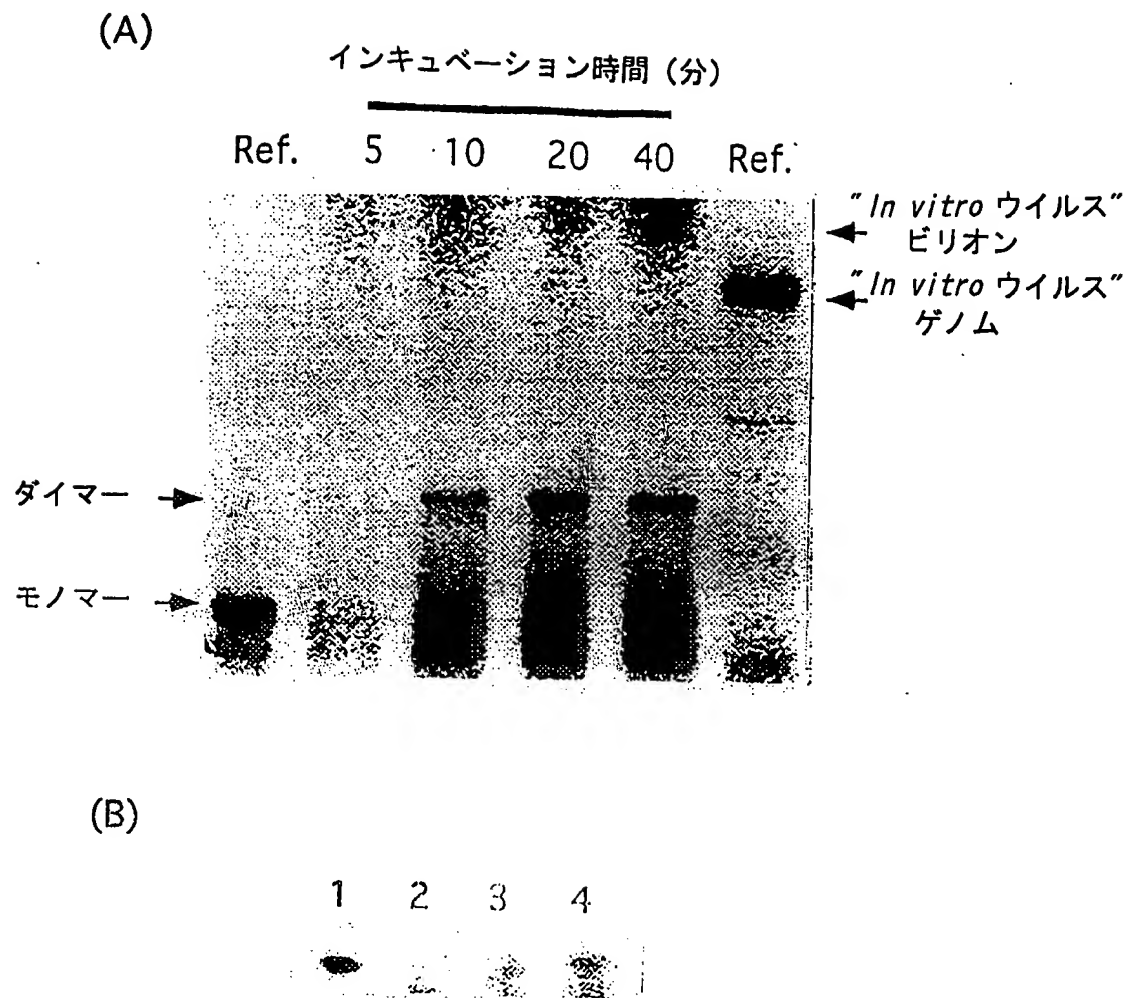 (A)
インキュベーション時間 (分)
Ref. 5 10 20 40 Ref.
"In vitro ウイルス"
ビリオン
"In vitro ウイルス"
ゲノム
ダイマー
モノマー
(B)
1 2 3 4